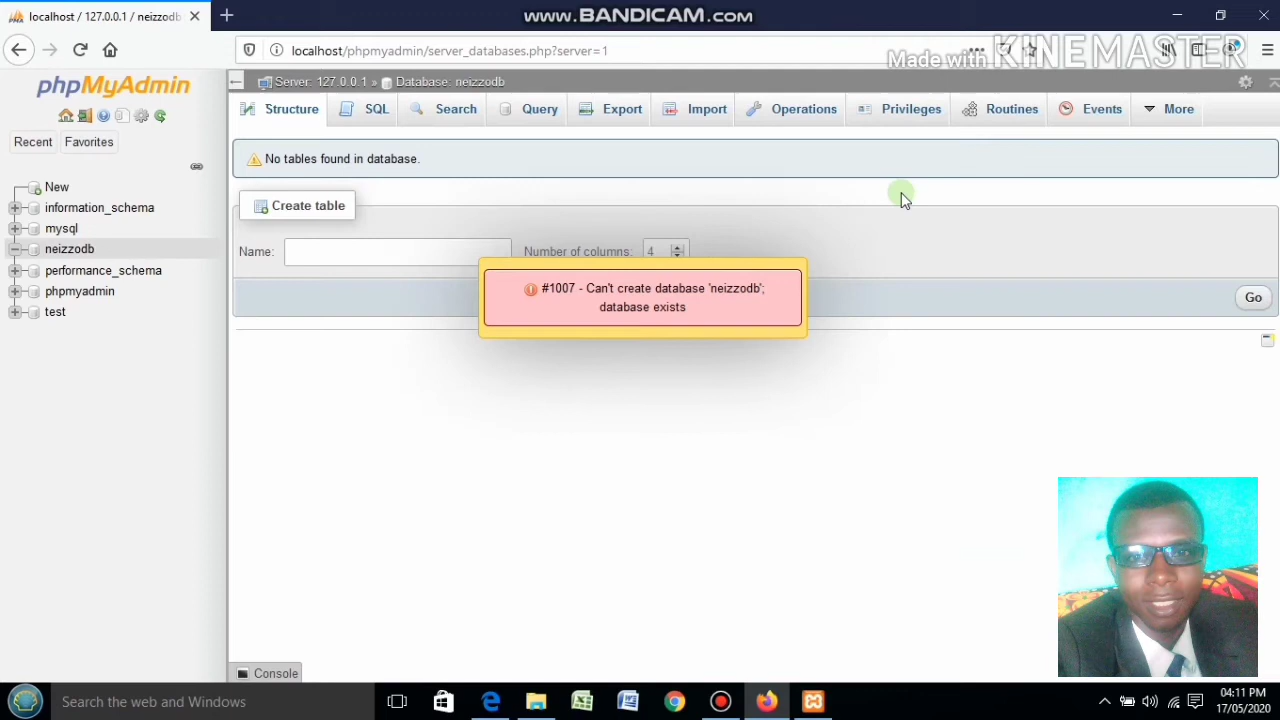 localhost / 127.0.0.1 / neizzodb
www.BANDICAM.com
localhost/phpmyadmin/server_databases.php?server=1
Made with KINEMASTER
phpMyAdmin
Server: 127.0.0.1 » Database: neizzodb
Structure SQL Search Query Export Import Operations Privileges Routines Events More
Recent Favorites
No tables found in database.
New
information_schema
mysql
neizzodb
performance_schema
phpmyadmin
test
Create table
Name: Number of columns: 4
#1007 - Can't create database 'neizzodb';
database exists
Go
Console
Search the web and Windows
04:11 PM
17/05/2020